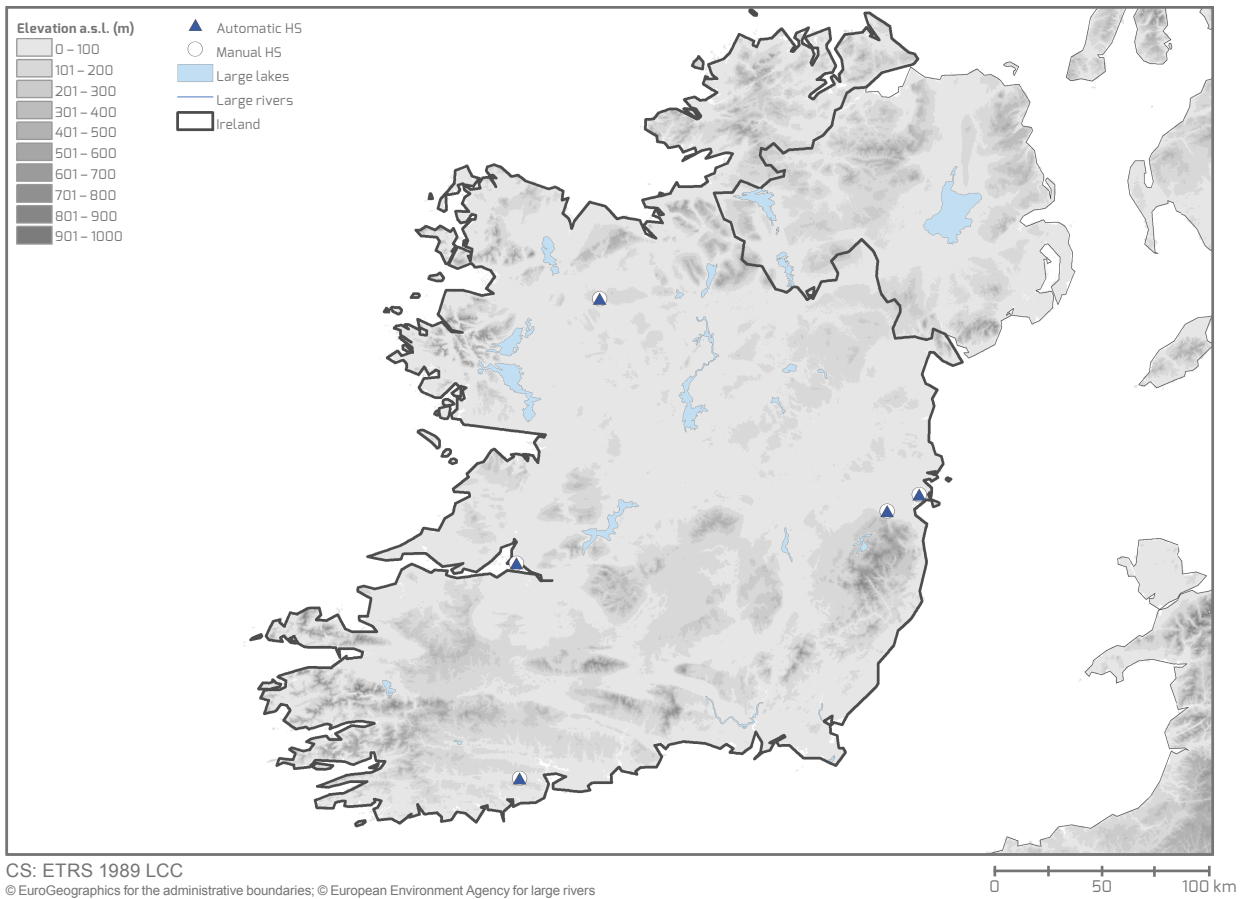 Elevation a.s.l. (m)
0 – 100
101 – 200
201 – 300
301 – 400
401 – 500
501 – 600
601 – 700
701 – 800
801 – 900
901 – 1000
Automatic HS
Manual HS
Large lakes
Large rivers
Ireland
CS: ETRS 1989 LCC
© EuroGeographics for the administrative boundaries; © European Environment Agency for large rivers
0 50 100 km